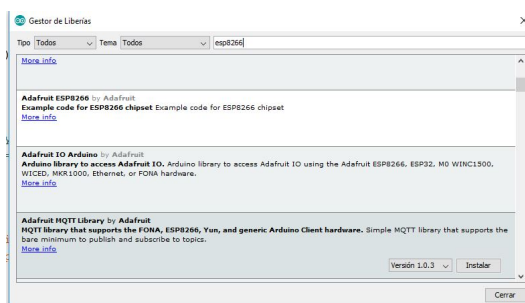 Gestor de Liberías
Tipo Todos Tema Todos esp8266
More info
Adafruit ESP8266 by Adafruit
Example code for ESP8266 chipset Example code for ESP8266 chipset
More info
Adafruit IO Arduino by Adafruit
Arduino library to access Adafruit IO. Arduino library to access Adafruit IO using the Adafruit ESP8266, ESP32, M0 WINC1500,
WICED, MKR1000, Ethernet, or FONA hardware.
More info
Adafruit MQTT Library by Adafruit
MQTT library that supports the FONA, ESP8266, Yun, and generic Arduino Client hardware. Simple MQTT library that supports the
bare minimum to publish and subscribe to topics.
More info
Versión 1.0.3 Instalar
Cerrar